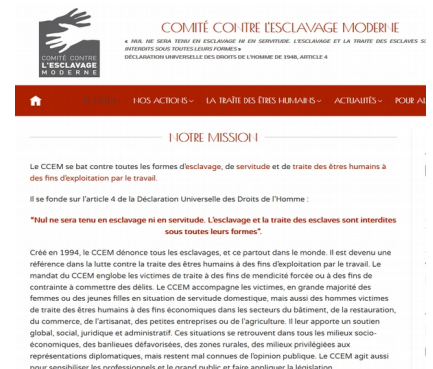 COMITÉ CONTRE L'ESCLAVAGE MODERNE
« NUL NE SERA TENU EN ESCLAVAGE NI EN SERVITUDE. L'ESCLAVAGE ET LA TRAITE DES ESCLAVES S
INTERDITS SOUS TOUTES LEURS FORMES »
DÉCLARATION UNIVERSELLE DES DROITS DE L'HOMME DE 1948, ARTICLE 4
COMITÉ CONTRE
L'ESCLAVAGE
MODERNE
NOS ACTIONS
LA TRAÎTE DES ÊTRES HUMAINS
ACTUALITÉS
POUR AL
NOTRE MISSION
Le CCEM se bat contre toutes les formes d'esclavage, de servitude et de traite des êtres humains à
des fins d'exploitation par le travail.
Il se fonde sur l'article 4 de la Déclaration Universelle des Droits de l'Homme :
"Nul ne sera tenu en esclavage ni en servitude. L'esclavage et la traite des esclaves sont interdites
sous toutes leurs formes".
Créé en 1994, le CCEM dénonce tous les esclavages, et ce partout dans le monde. Il est devenu une
référence dans la lutte contre la traite des êtres humains à des fins d'exploitation par le travail. Le
mandat du CCEM englobe les victimes de traite à des fins de mendicité forcée ou à des fins de
contrainte à commettre des délits. Le CCEM accompagne les victimes, en grande majorité des
femmes ou des jeunes filles en situation de servitude domestique, mais aussi des hommes victimes
de traite des êtres humains à des fins économiques dans les secteurs du bâtiment, de la restauration,
du commerce, de l'artisanat, des petites entreprises ou de l'agriculture. Il leur apporte un soutien
global, social, juridique et administratif. Ces situations se retrouvent dans tous les milieux socio-
économiques, des banlieues défavorisées, des zones rurales, des milieux privilégiés aux
représentations diplomatiques, mais restent mal connues de l'opinion publique. Le CCEM agit aussi
pour sensibiliser les professionnels et le grand public et faire appliquer la législation